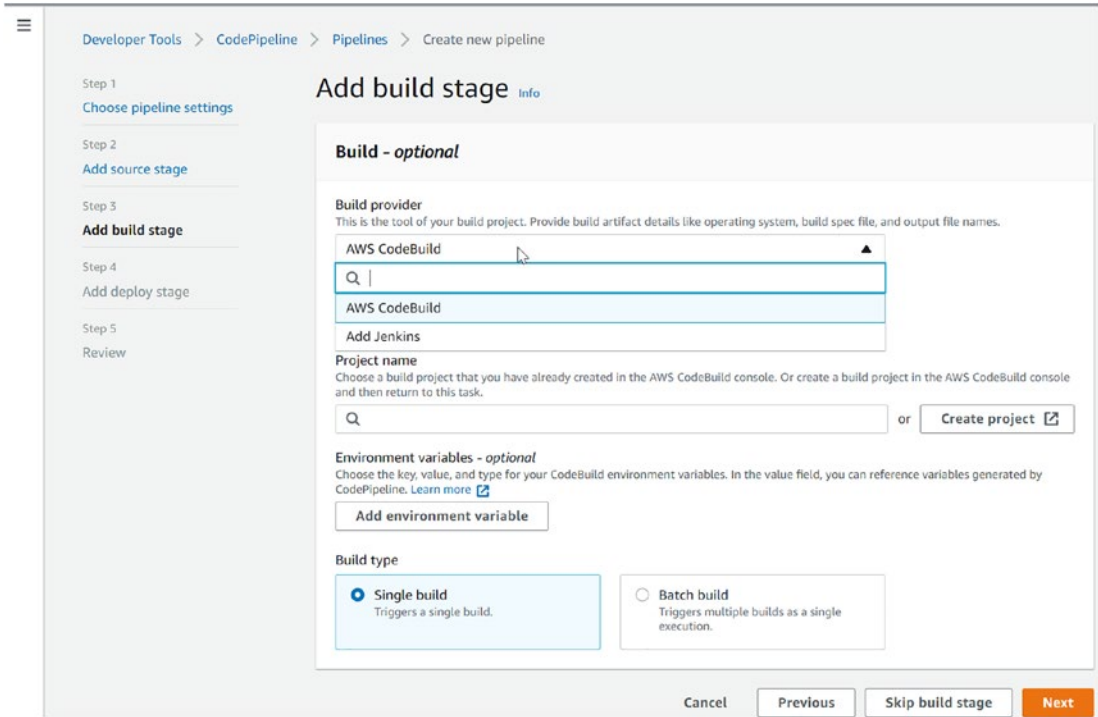 Developer Tools > CodePipeline > Pipelines > Create new pipeline
Step 1
Choose pipeline settings
Step 2
Add source stage
Step 3
Add build stage
Step 4
Add deploy stage
Step 5
Review
Add build stage Info
Build - optional
Build provider
This is the tool of your build project. Provide build artifact details like operating system, build spec file, and output file names.
AWS CodeBuild
AWS CodeBuild
Add Jenkins
Project name
Choose a build project that you have already created in the AWS CodeBuild console. Or create a build project in the AWS CodeBuild console
and then return to this task.
or Create project
Environment variables - optional
Choose the key, value, and type for your CodeBuild environment variables. In the value field, you can reference variables generated by
CodePipeline. Learn more
Add environment variable
Build type
Single build
Triggers a single build.
Batch build
Triggers multiple builds as a single
execution.
Cancel Previous Skip build stage Next